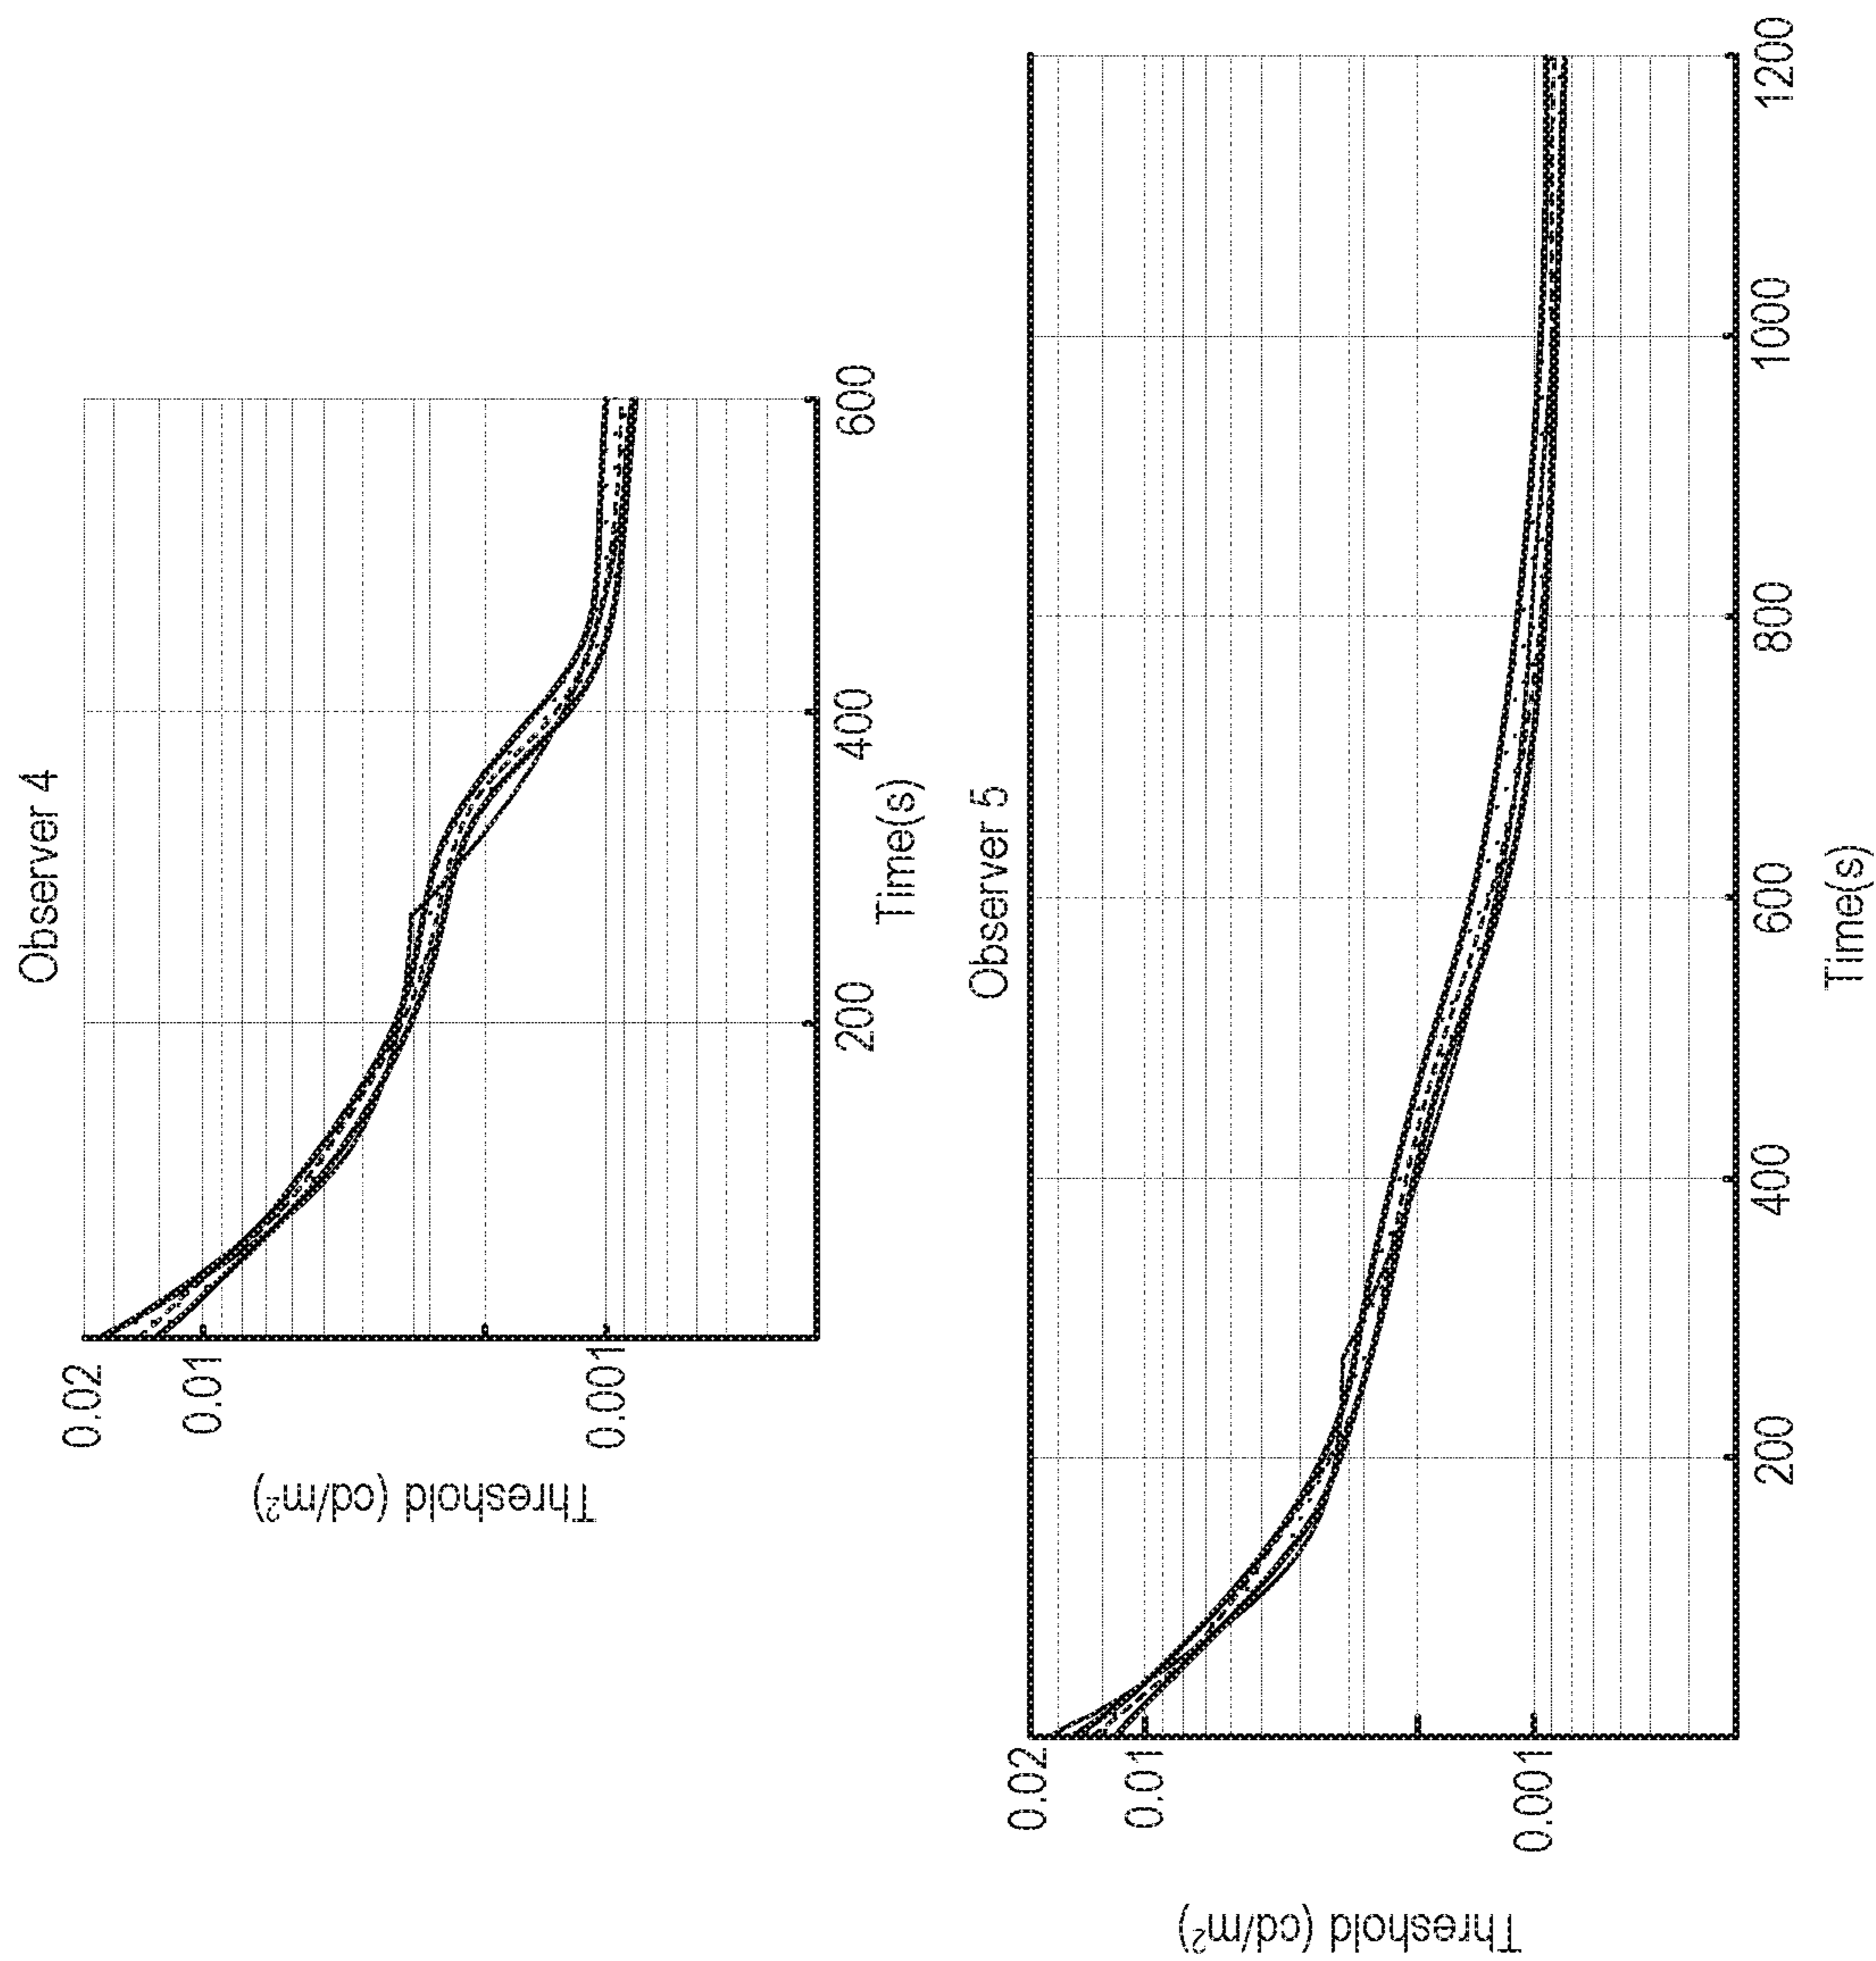 Observer 4
Threshold (cd/m²)
0.02
0.01
0.001
200
400
600
Time(s)
Observer 5
Threshold (cd/m²)
0.02
0.01
0.001
200
400
600
800
1000
1200
Time(s)